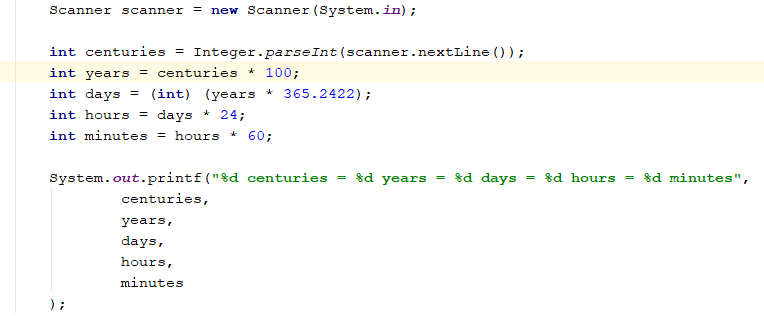 Scanner scanner = new Scanner(System.in);
int centuries = Integer.parseInt(scanner.nextLine());
int years = centuries * 100;
int days = (int) (years * 365.2422);
int hours = days * 24;
int minutes = hours * 60;
System.out.printf("%d centuries = %d years = %d days = %d hours = %d minutes",
centuries,
years,
days,
hours,
minutes
);